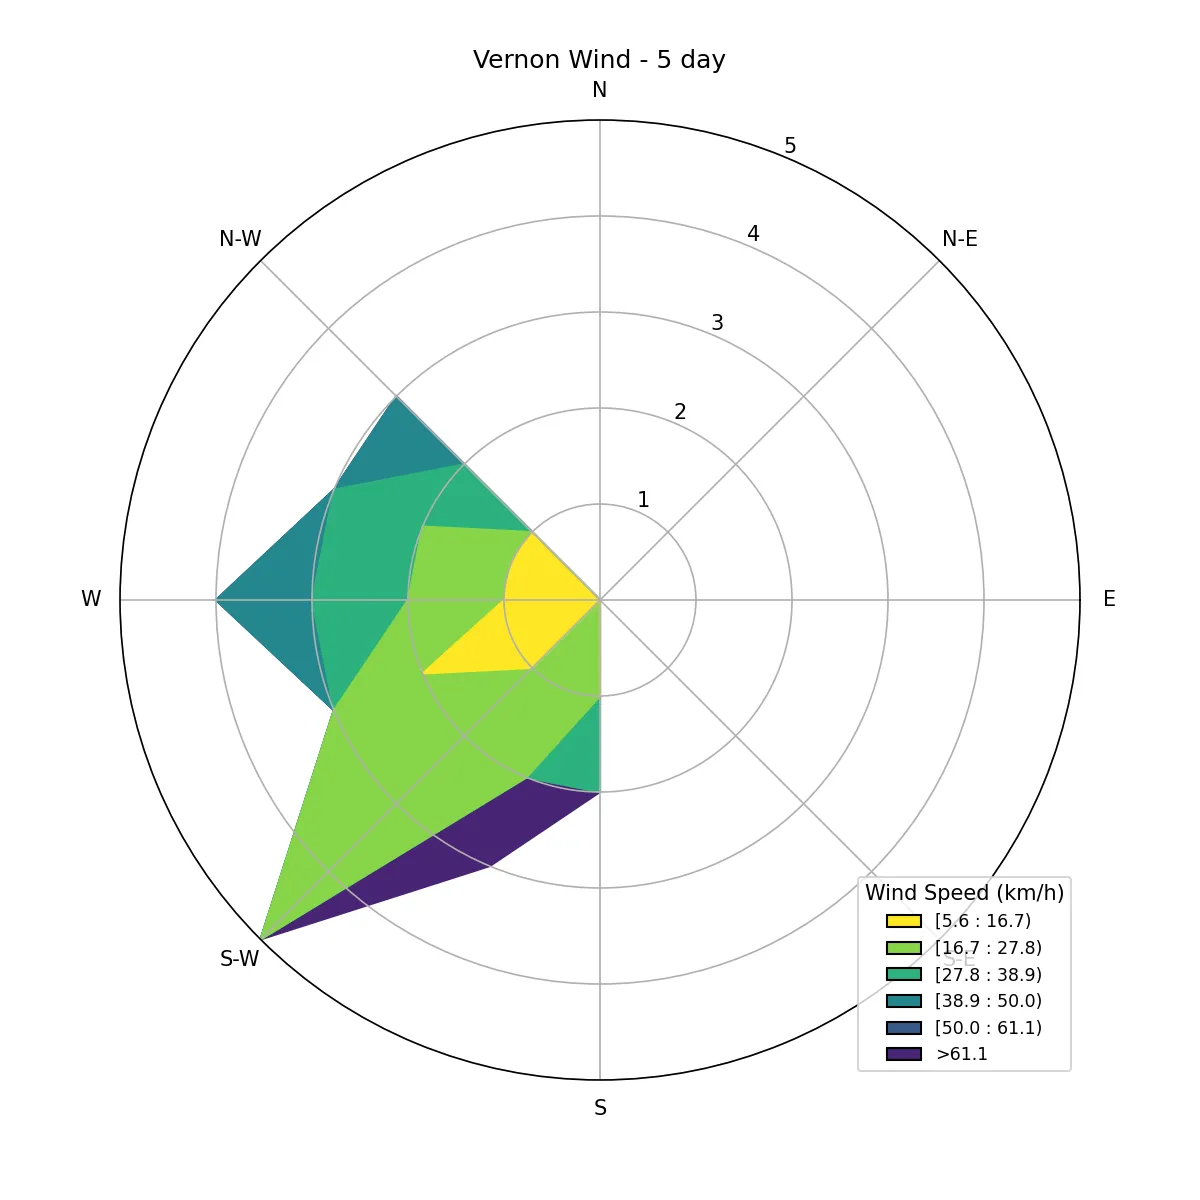 Vernon Wind - 5 day
N
5
N-W
N-E
4
3
2
1
W
E
S-W
S-E
Wind Speed (km/h)
[5.6 : 16.7)
[16.7 : 27.8)
[27.8 : 38.9)
[38.9 : 50.0)
[50.0 : 61.1)
>61.1
S